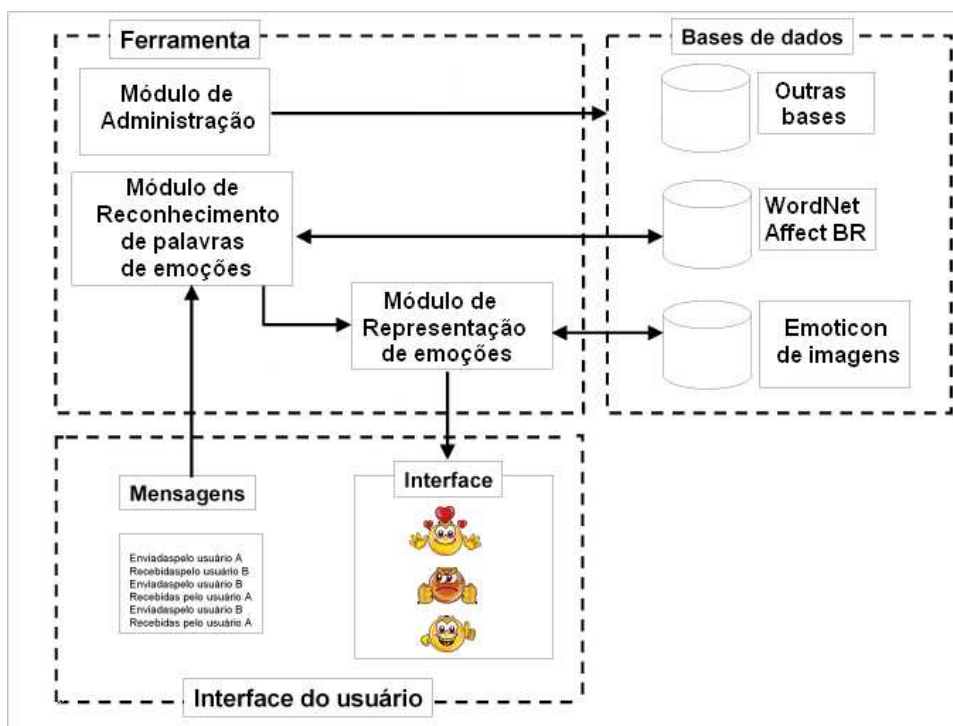 Ferramenta
Módulo de
Administração
Módulo de
Reconhecimento
de palavras
de emoções
Módulo de
Representação
de emoções
Bases de dados
Outras
bases
WordNet
Affect BR
Emoticon
de imagens
Mensagens
Enviadaspelo usuário A
Recebidaspelo usuário B
Enviadaspelo usuário B
Recebidas pelo usuário A
Enviadaspelo usuário B
Recebidas pelo usuário A
Interface
Interface do usuário